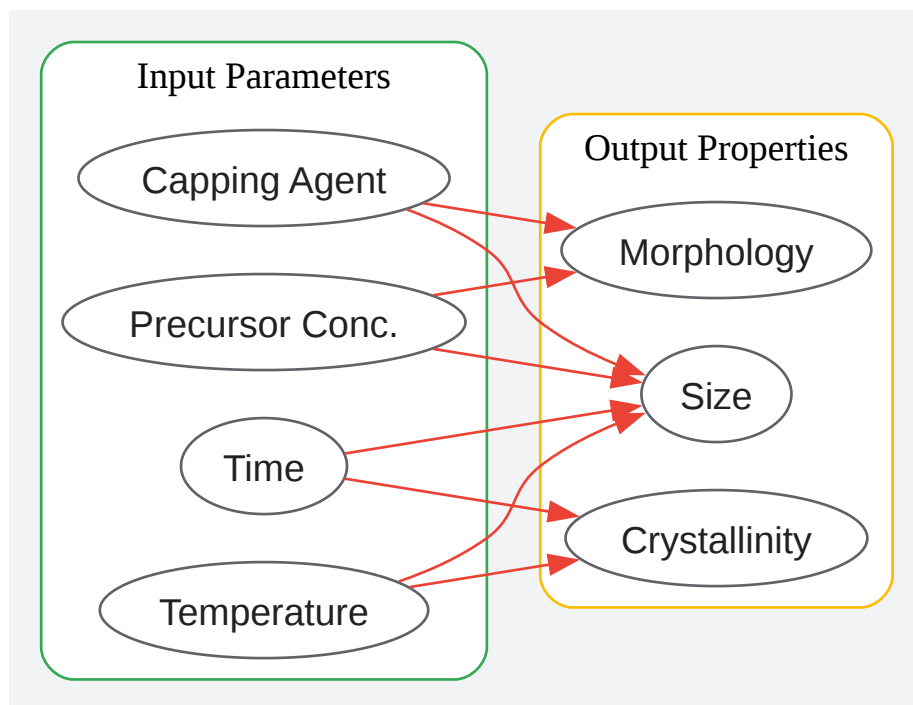 Input Parameters
Capping Agent
Precursor Conc.
Time
Temperature
Output Properties
Morphology
Size
Crystallinity